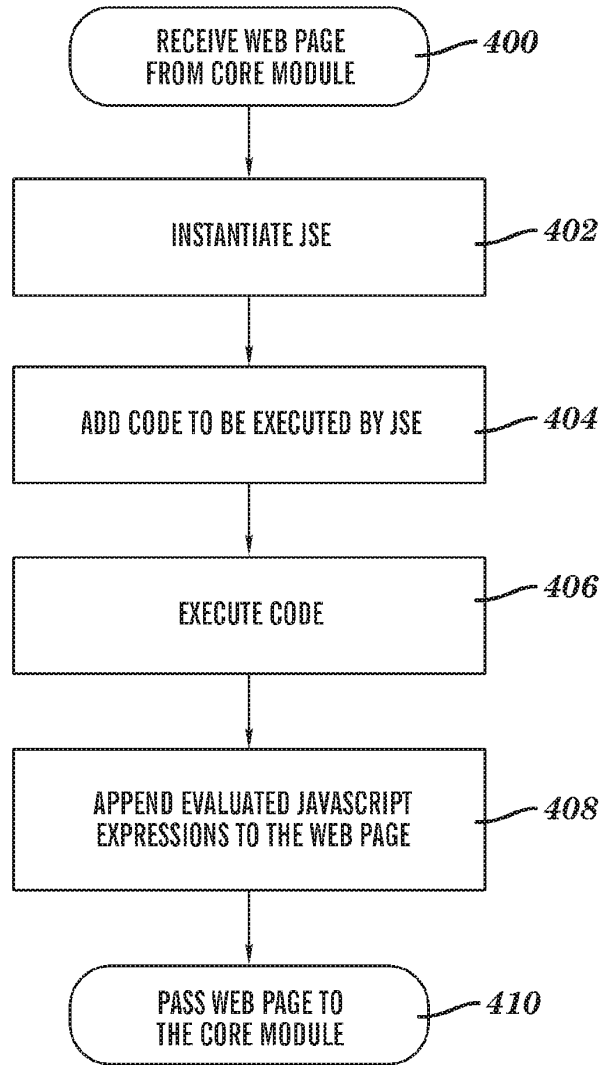 RECEIVE WEB PAGE
FROM CORE MODULE
400
INSTANTIATE JSE
402
ADD CODE TO BE EXECUTED BY JSE
404
EXECUTE CODE
406
APPEND EVALUATED JAVASCRIPT
EXPRESSIONS TO THE WEB PAGE
408
PASS WEB PAGE TO
THE CORE MODULE
410